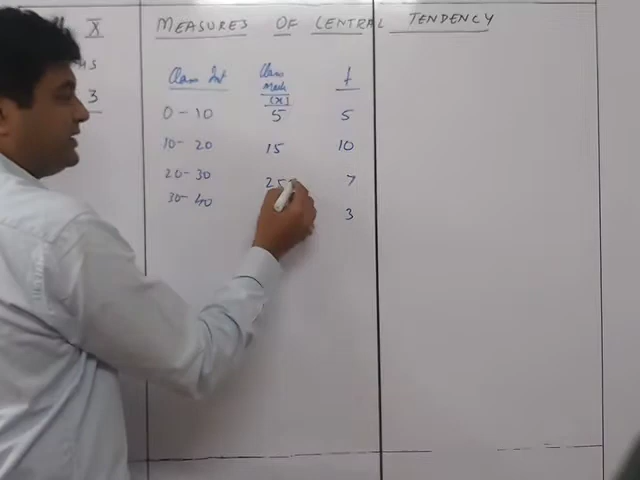 X̅ MEASURES OF CENTRAL TENDENCY
Class Int Class Mark (x) f
3
0 - 10 5 5
10 - 20 15 10
20 - 30 25 7
30 - 40 3